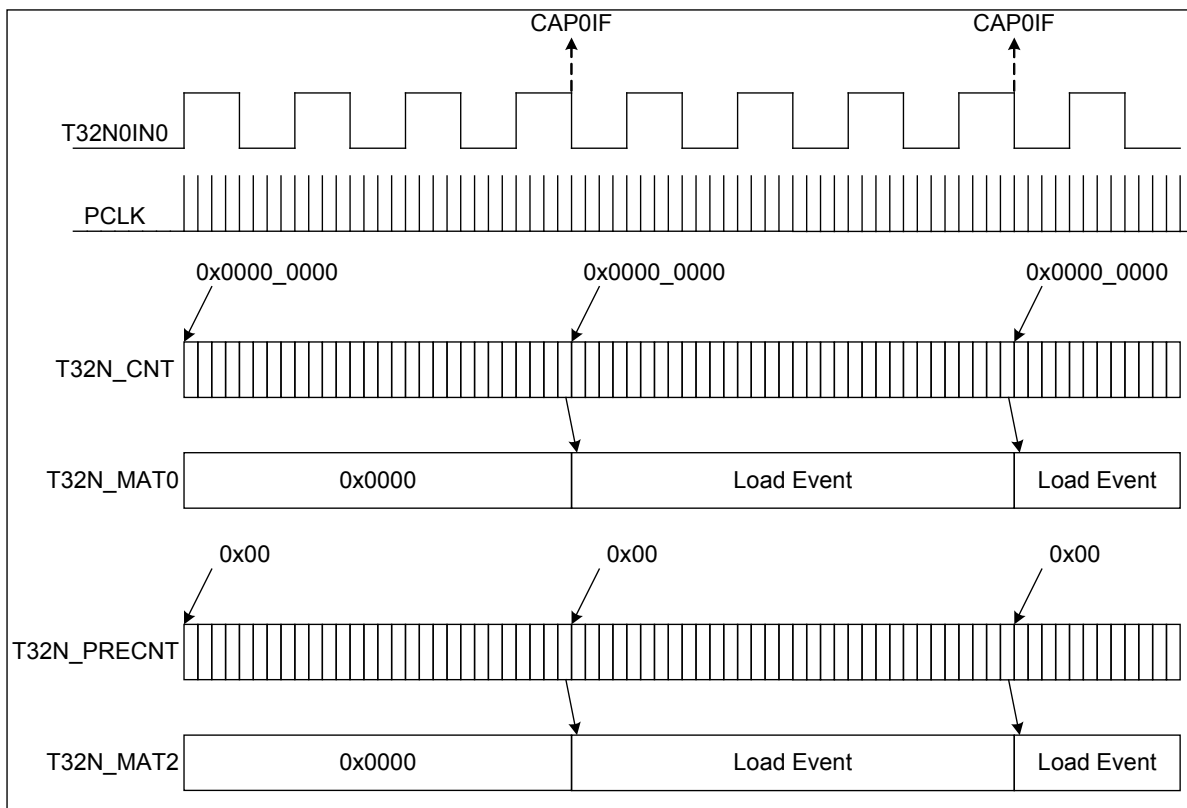 CAP0IF CAP0IF
T32N0IN0
PCLK
0x0000_0000 0x0000_0000 0x0000_0000
T32N_CNT
T32N_MAT0 0x0000 Load Event Load Event
0x00 0x00 0x00
T32N_PRECNT
T32N_MAT2 0x0000 Load Event Load Event